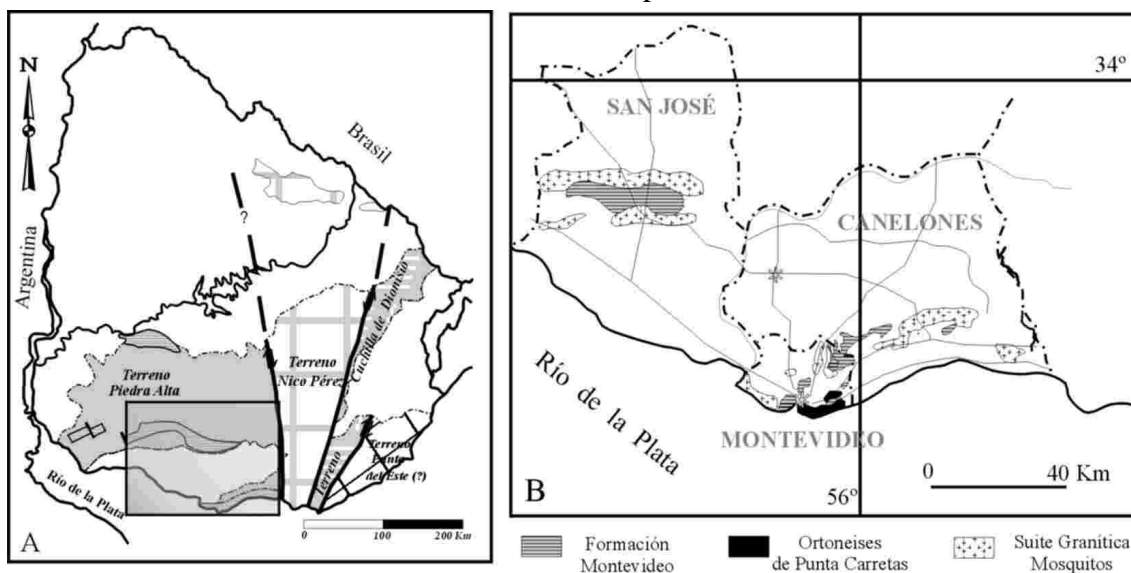 N
Argentina
Brasil
?
Terreno
Piedra Alta
Terreno
Nico Pérez
Cuchilla de Dionisio
Terreno
Terreno
Punta
del Este (?)
Río de la Plata
0 100 200 Km
A
34º
SAN JOSÉ
CANELONES
Río de la Plata
MONTEVIDEO
0 40 Km
56º
B
Formación
Montevideo
Ortoneises
de Punta Carretas
Suite Granítica
Mosquitos